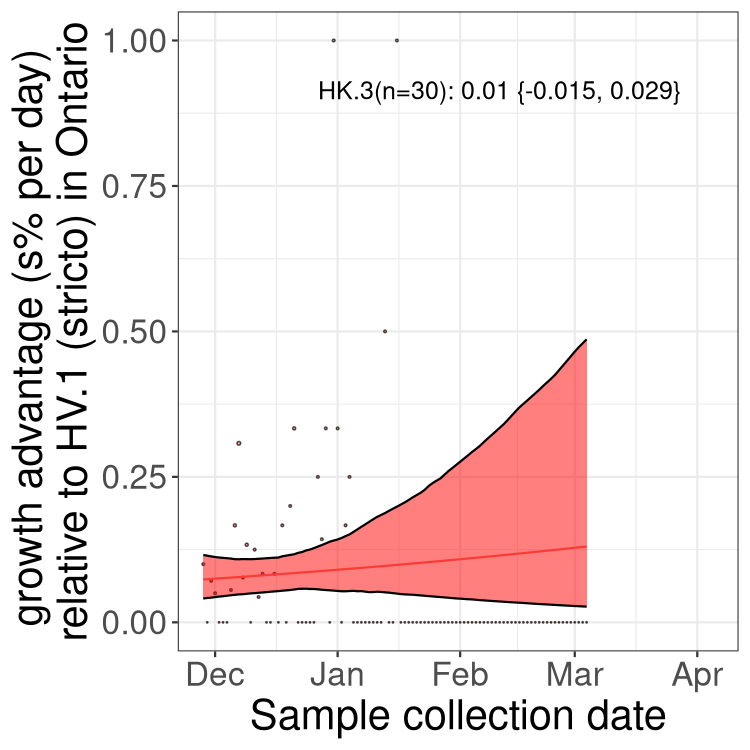 growth advantage (s% per day)
relative to HV.1 (stricto) in Ontario
1.00
0.75
0.50
0.25
0.00
HK.3(n=30): 0.01 {-0.015, 0.029}
Dec Jan Feb Mar Apr
Sample collection date